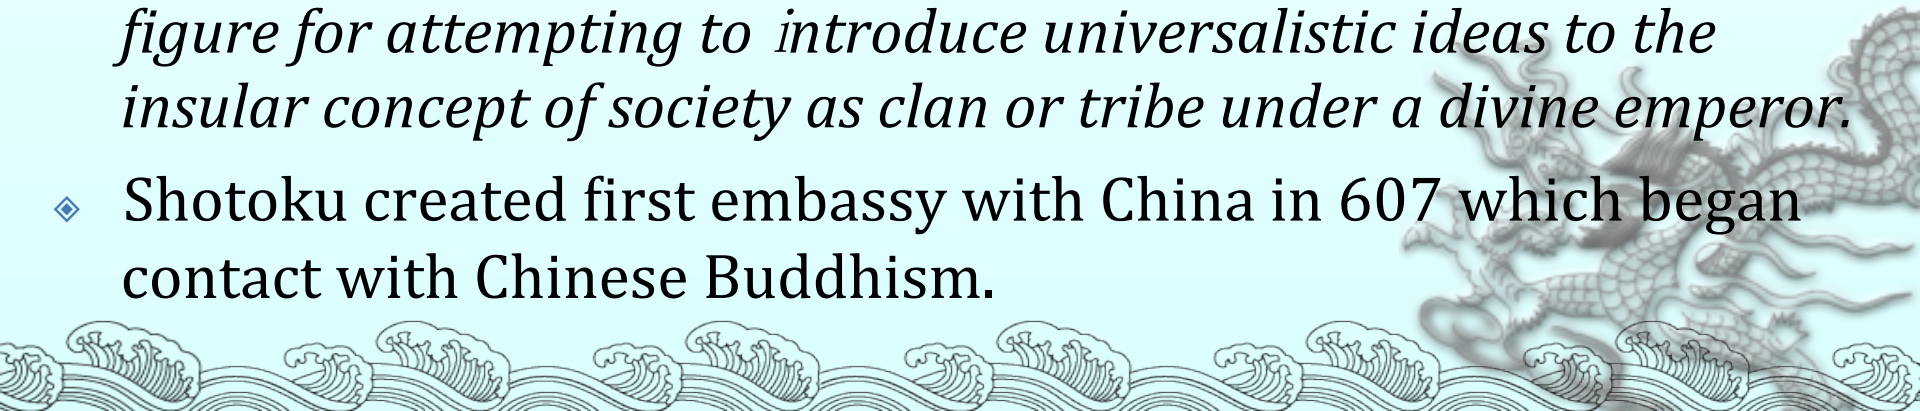 figure for attempting to introduce universalistic ideas to the
insular concept of society as clan or tribe under a divine emperor.
Shotoku created first embassy with China in 607 which began
contact with Chinese Buddhism.